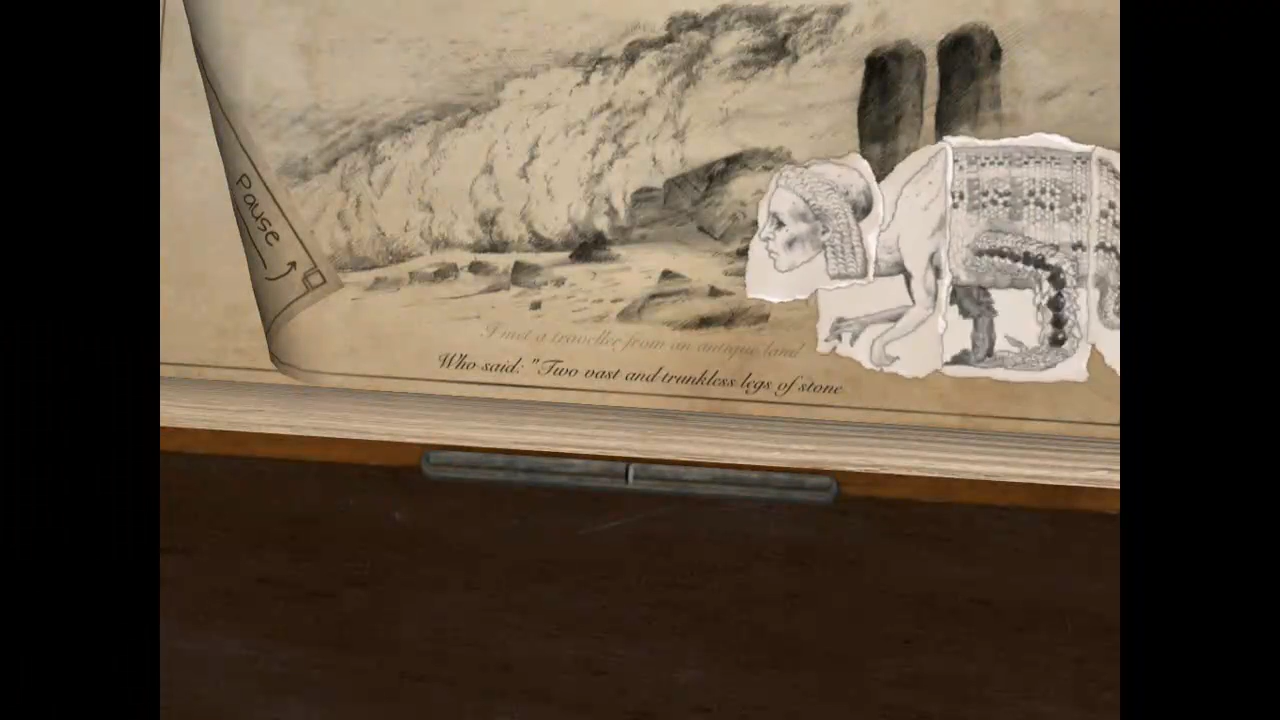 Pause
I met a traveller from an antique land
Who said: "Two vast and trunkless legs of stone